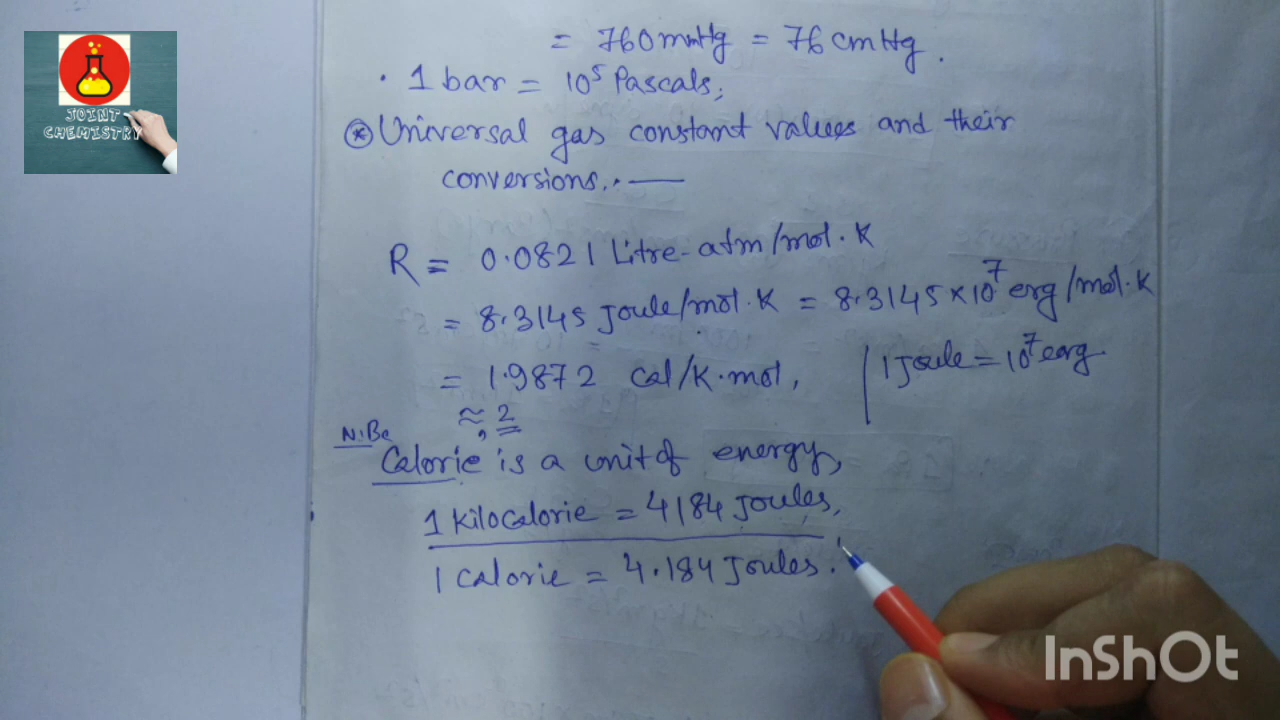 JOINT
CHEMISTRY
= 760 mmHg = 76 cmHg.
· 1 bar = 10⁵ Pascals;
⊛ Universal gas constant values and their
conversions. · —
R = 0.0821 Litre-atm/mol·K
= 8.3145 Joule/mol·K = 8.3145×10⁷ erg/mol·K
= 1.9872 Cal/K·mol, | 1 Joule = 10⁷ erg.
≈ 2
N:B:
Calorie is a unit of energy,
1 Kilocalorie = 4184 Joules,
1 Calorie = 4.184 Joules.
InShOt